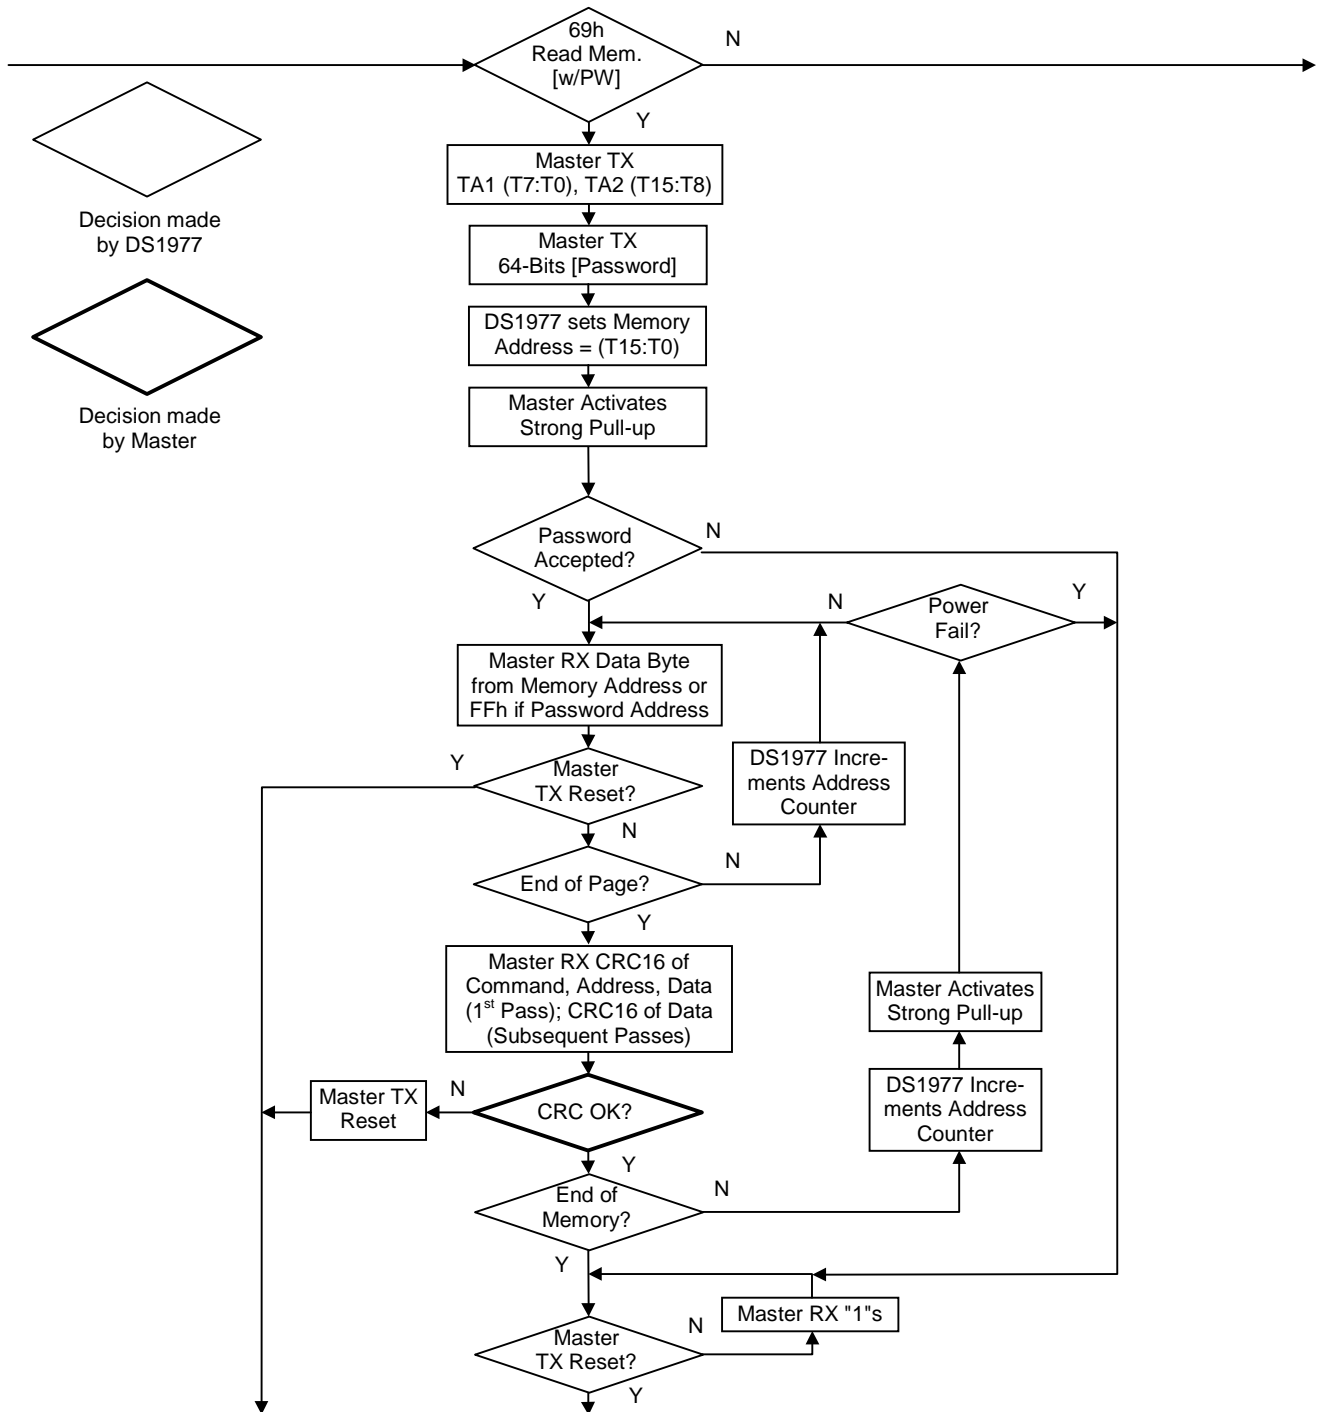 69h
Read Mem.
[w/PW]
N
Y
Decision made
by DS1977
Decision made
by Master
Master TX
TA1 (T7:T0), TA2 (T15:T8)
Master TX
64-Bits [Password]
DS1977 sets Memory
Address = (T15:T0)
Master Activates
Strong Pull-up
Password
Accepted?
N
Y
Power
Fail?
N
Y
Master RX Data Byte
from Memory Address or
FFh if Password Address
Master
TX Reset?
Y
N
DS1977 Incre-
ments Address
Counter
End of Page?
N
Y
Master RX CRC16 of
Command, Address, Data
(1st Pass); CRC16 of Data
(Subsequent Passes)
Master Activates
Strong Pull-up
DS1977 Incre-
ments Address
Counter
CRC OK?
N
Master TX
Reset
Y
End of
Memory?
N
Y
Master RX "1"s
Master
TX Reset?
N
Y